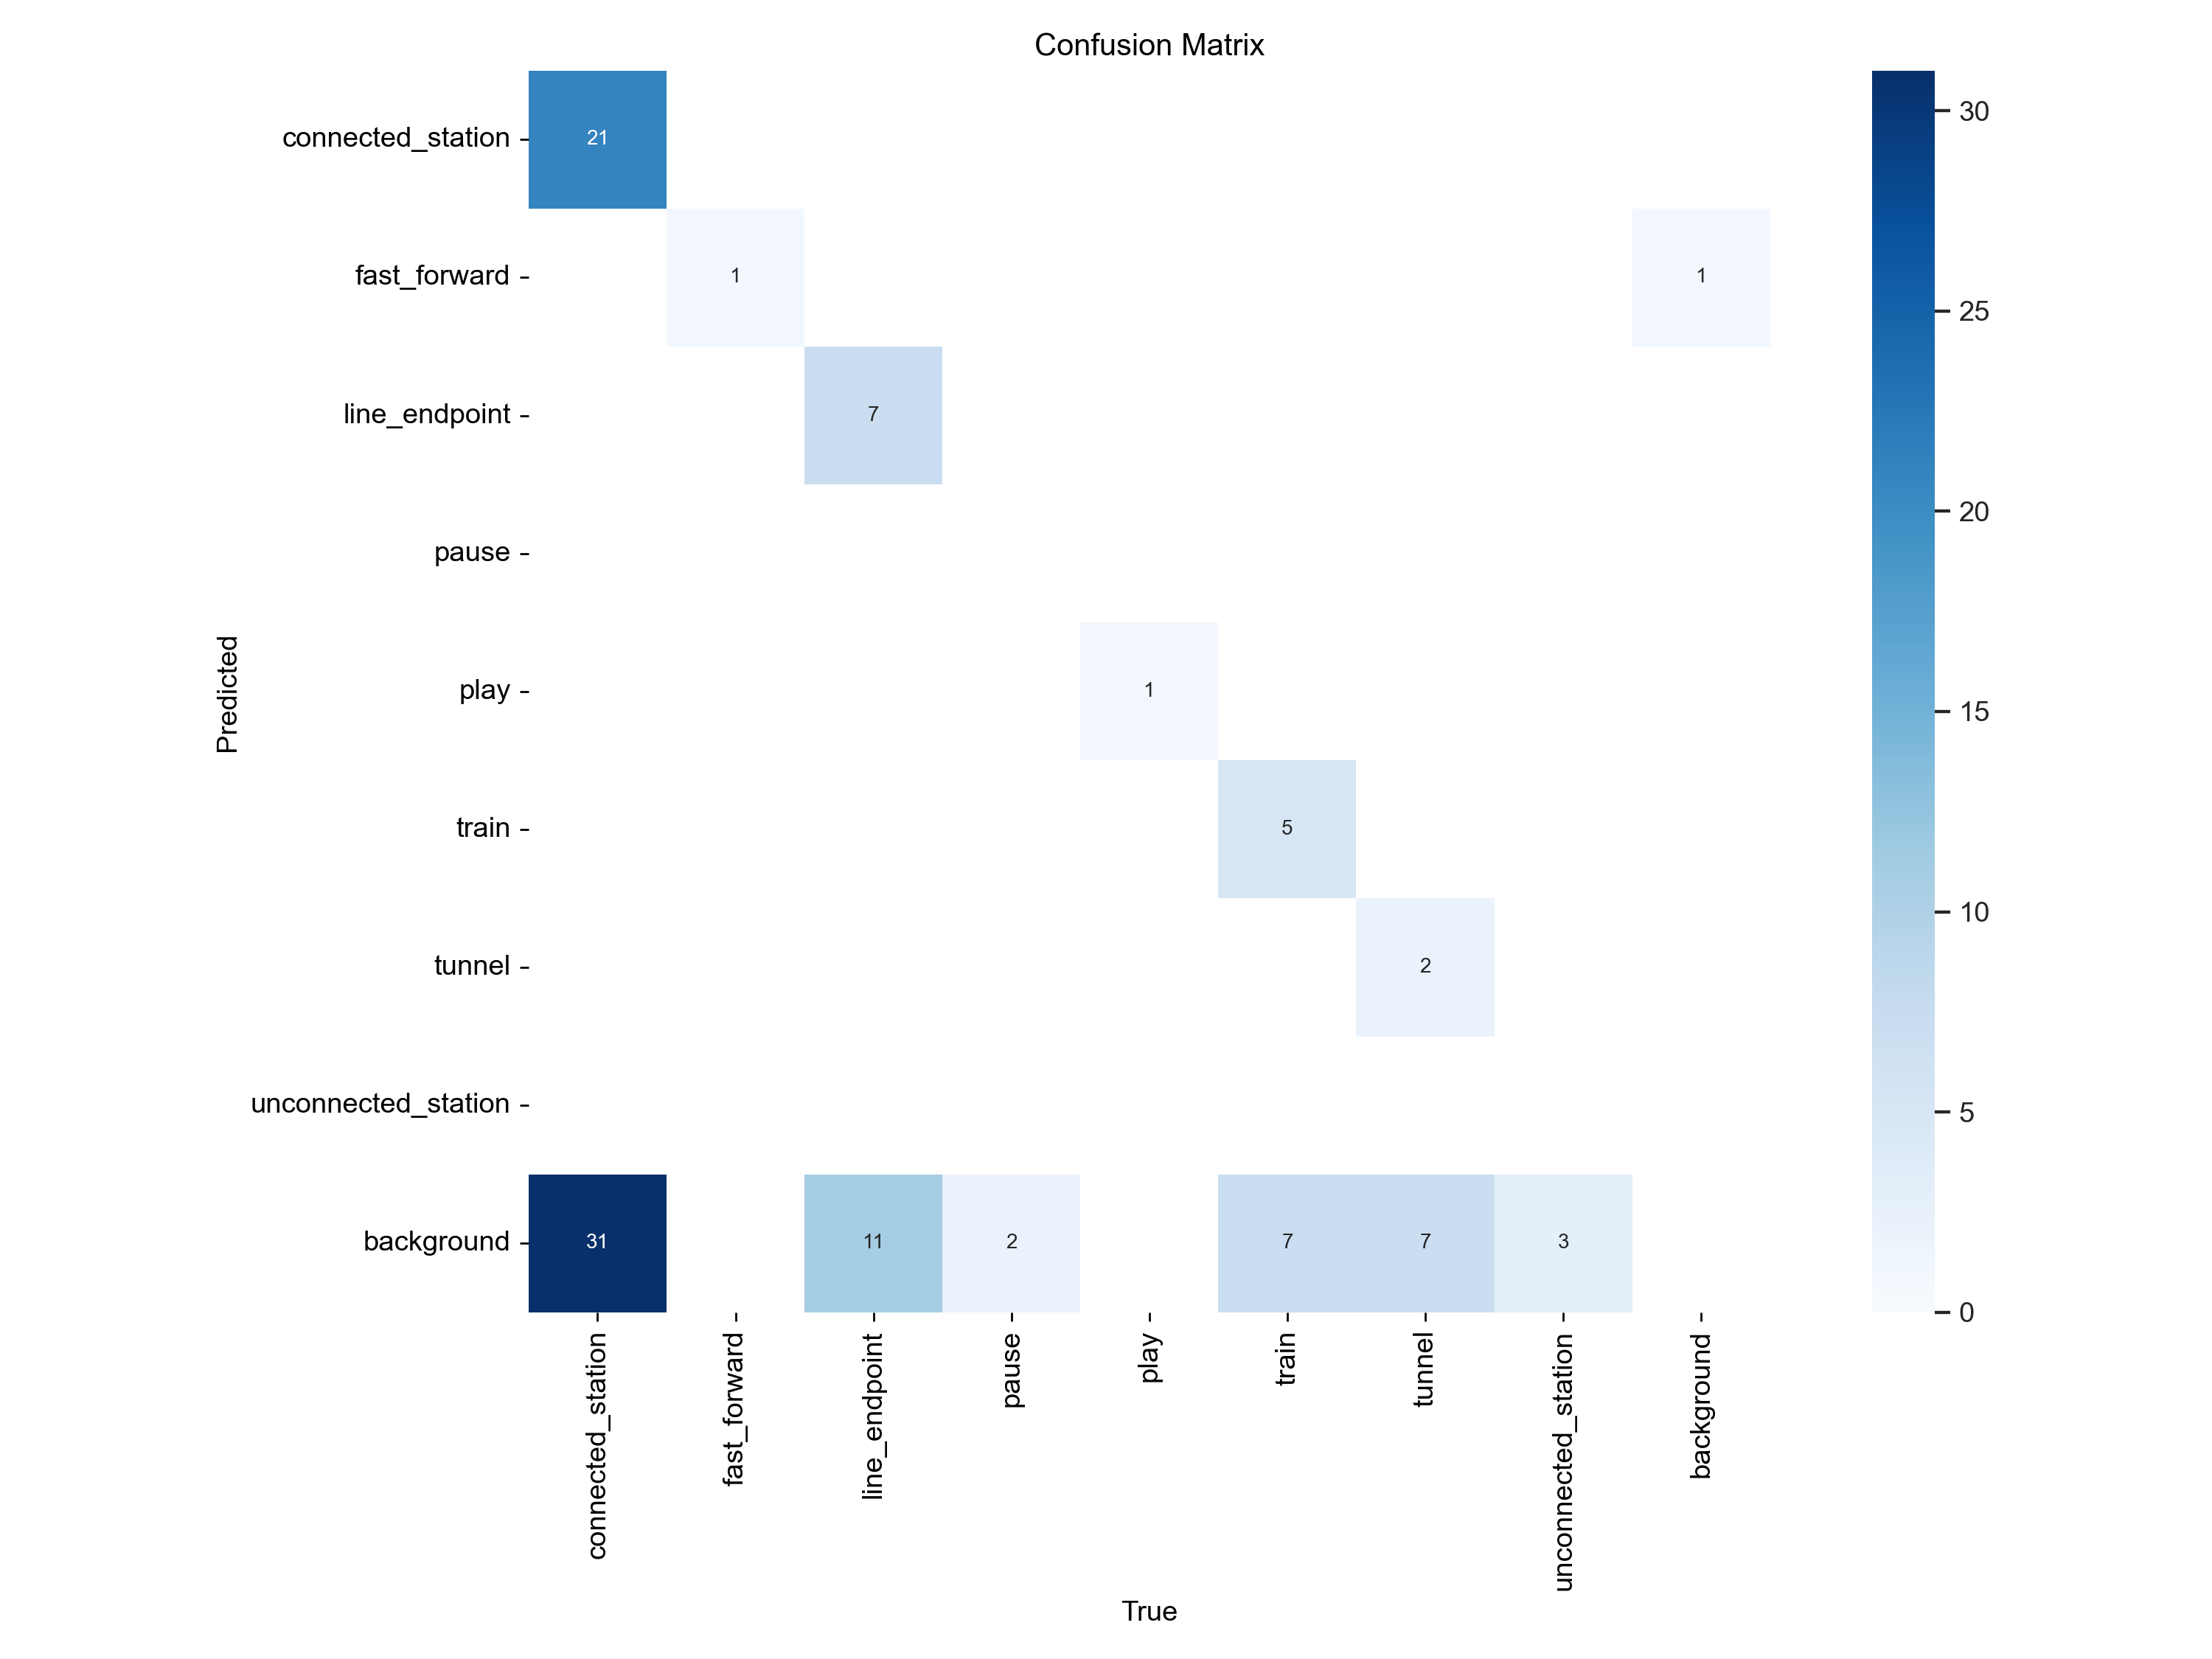 Confusion Matrix
connected_station
21
30
fast_forward
1
1
25
line_endpoint
7
20
pause
Predicted
play
1
15
train
5
10
tunnel
2
unconnected_station
5
background
31
11
2
7
7
3
0
connected_station
fast_forward
line_endpoint
pause
play
train
tunnel
unconnected_station
background
True